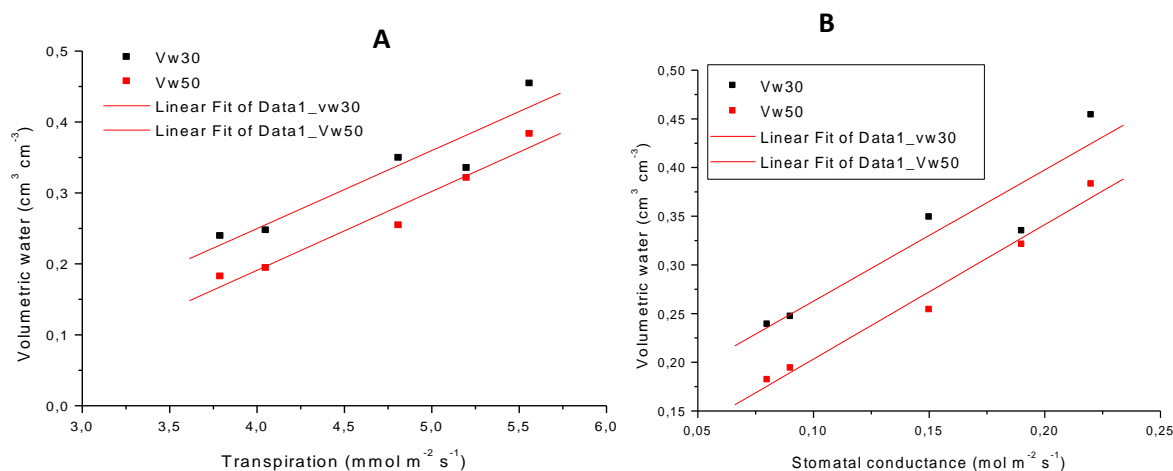 A
Vw30
Vw50
Linear Fit of Data1_vw30
Linear Fit of Data1_Vw50
0,5
0,4
0,3
0,2
0,1
0,0
Volumetric water (cm³ cm⁻³)
3,0 3,5 4,0 4,5 5,0 5,5 6,0
Transpiration (mmol m⁻² s⁻¹)
B
Vw30
Vw50
Linear Fit of Data1_vw30
Linear Fit of Data1_Vw50
0,50
0,45
0,40
0,35
0,30
0,25
0,20
0,15
Volumetric water (cm³ cm⁻³)
0,05 0,10 0,15 0,20 0,25
Stomatal conductance (mol m⁻² s⁻¹)